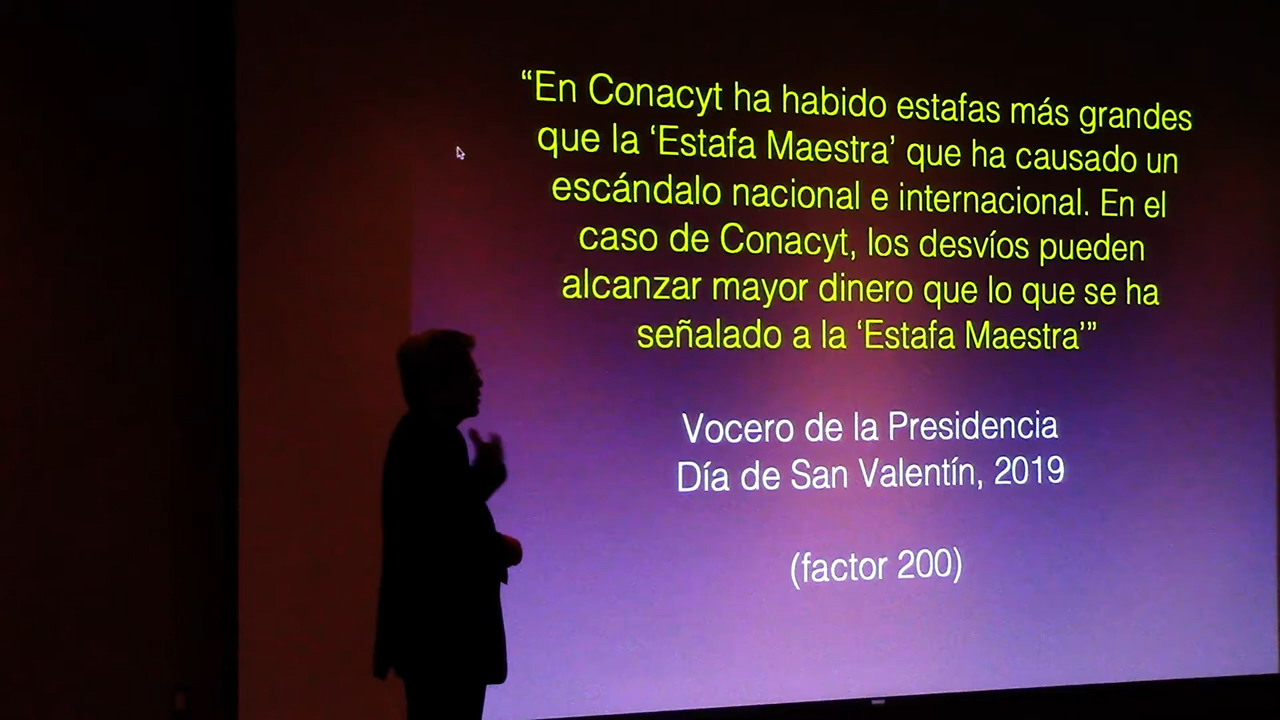 “En Conacyt ha habido estafas más grandes
que la ‘Estafa Maestra’ que ha causado un
escándalo nacional e internacional. En el
caso de Conacyt, los desvíos pueden
alcanzar mayor dinero que lo que se ha
señalado a la ‘Estafa Maestra’”
Vocero de la Presidencia
Día de San Valentín, 2019
(factor 200)